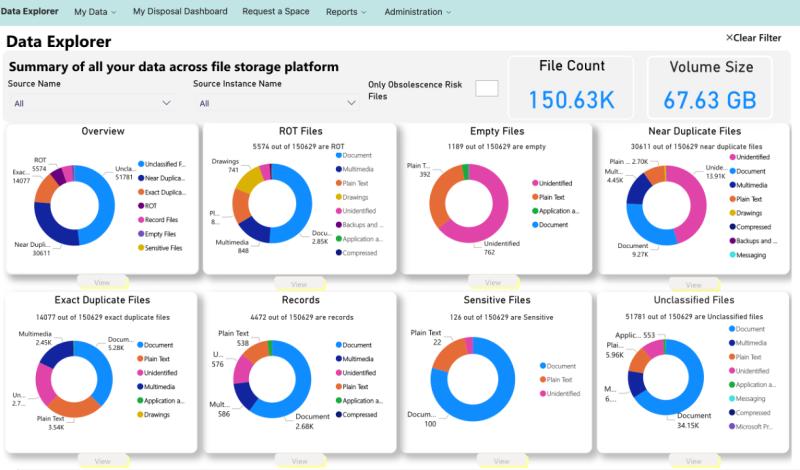 Data Explorer My Data My Disposal Dashboard Request a Space Reports Administration
Data Explorer
Clear Filter
Summary of all your data across file storage platform
Source Name
All
Source Instance Name
All
Only Obsolescence Risk
Files
File Count
150.63K
Volume Size
67.63 GB
Overview
ROT
5574
Exac...
14077
Near Dupli...
30611
Uncla...
51781
Unclassified F...
Near Duplica...
Exact Duplica...
ROT
Record Files
Empty Files
Sensitive Files
View
ROT Files
5574 out of 150629 are ROT
Drawings
741
Pl...
8...
Multimedia
848
Docu...
2.85K
Document
Multimedia
Plain Text
Drawings
Unidentified
Backups and ...
Application a...
Compressed
View
Empty Files
1189 out of 150629 are empty
Plain T...
392
Unidentified
762
Unidentified
Plain Text
Application a...
Document
View
Near Duplicate Files
30611 out of 150629 near duplicate files
Plain ... 2.70K
Mult...
4.45K
Document
9.27K
Unide...
13.91K
Unidentified
Document
Multimedia
Plain Text
Drawings
Compressed
Backups and ...
Messaging
View
Exact Duplicate Files
14077 out of 150629 exact duplicate files
Multimedia
2.45K
Un...
2.7...
Plain Text
3.54K
Docum...
5.28K
Document
Plain Text
Unidentified
Multimedia
Application a...
Drawings
View
Records
4472 out of 150629 are records
Plain Text
538
U...
576
Mult...
586
Document
2.68K
Document
Multimedia
Unidentified
Plain Text
Application a...
Compressed
View
Sensitive Files
126 out of 150629 are Sensitive
Plain Text
22
Docum...
100
Document
Plain Text
Unidentified
View
Unclassified Files
51781 out of 150629 are Unclassified Files
Applic... 553
Plai...
5.96K
M...
6....
Document
34.15K
Document
Multimedia
Plain Text
Unidentified
Application a...
Messaging
Compressed
Microsoft Pr...
View